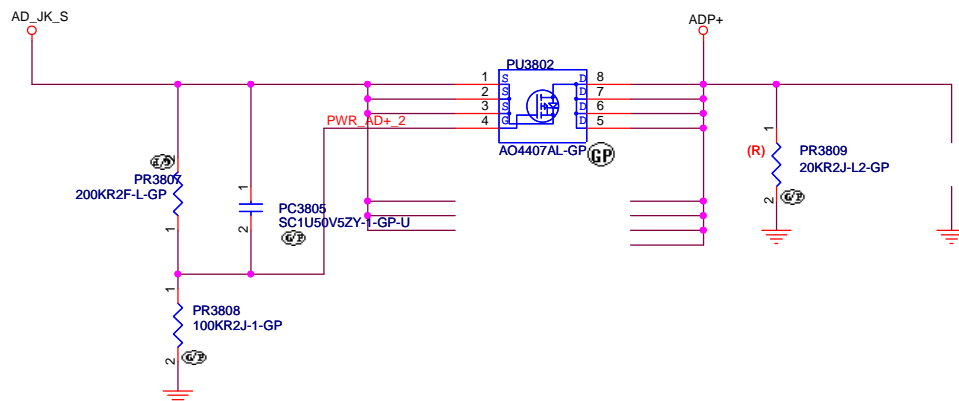 AD_JK_S
ADP+
PU3802
1 S D 8
2 S D 7
3 S D 6
4 G D 5
PWR_AD+_2
AO4407AL-GP
GP
2
G/P
PR3807
200KR2F-L-GP
1
1
PC3805
SC1U50V5ZY-1-GP-U
2
G/P
1
(R)
PR3809
20KR2J-L2-GP
2
G/P
1
PR3808
100KR2J-1-GP
2
G/P